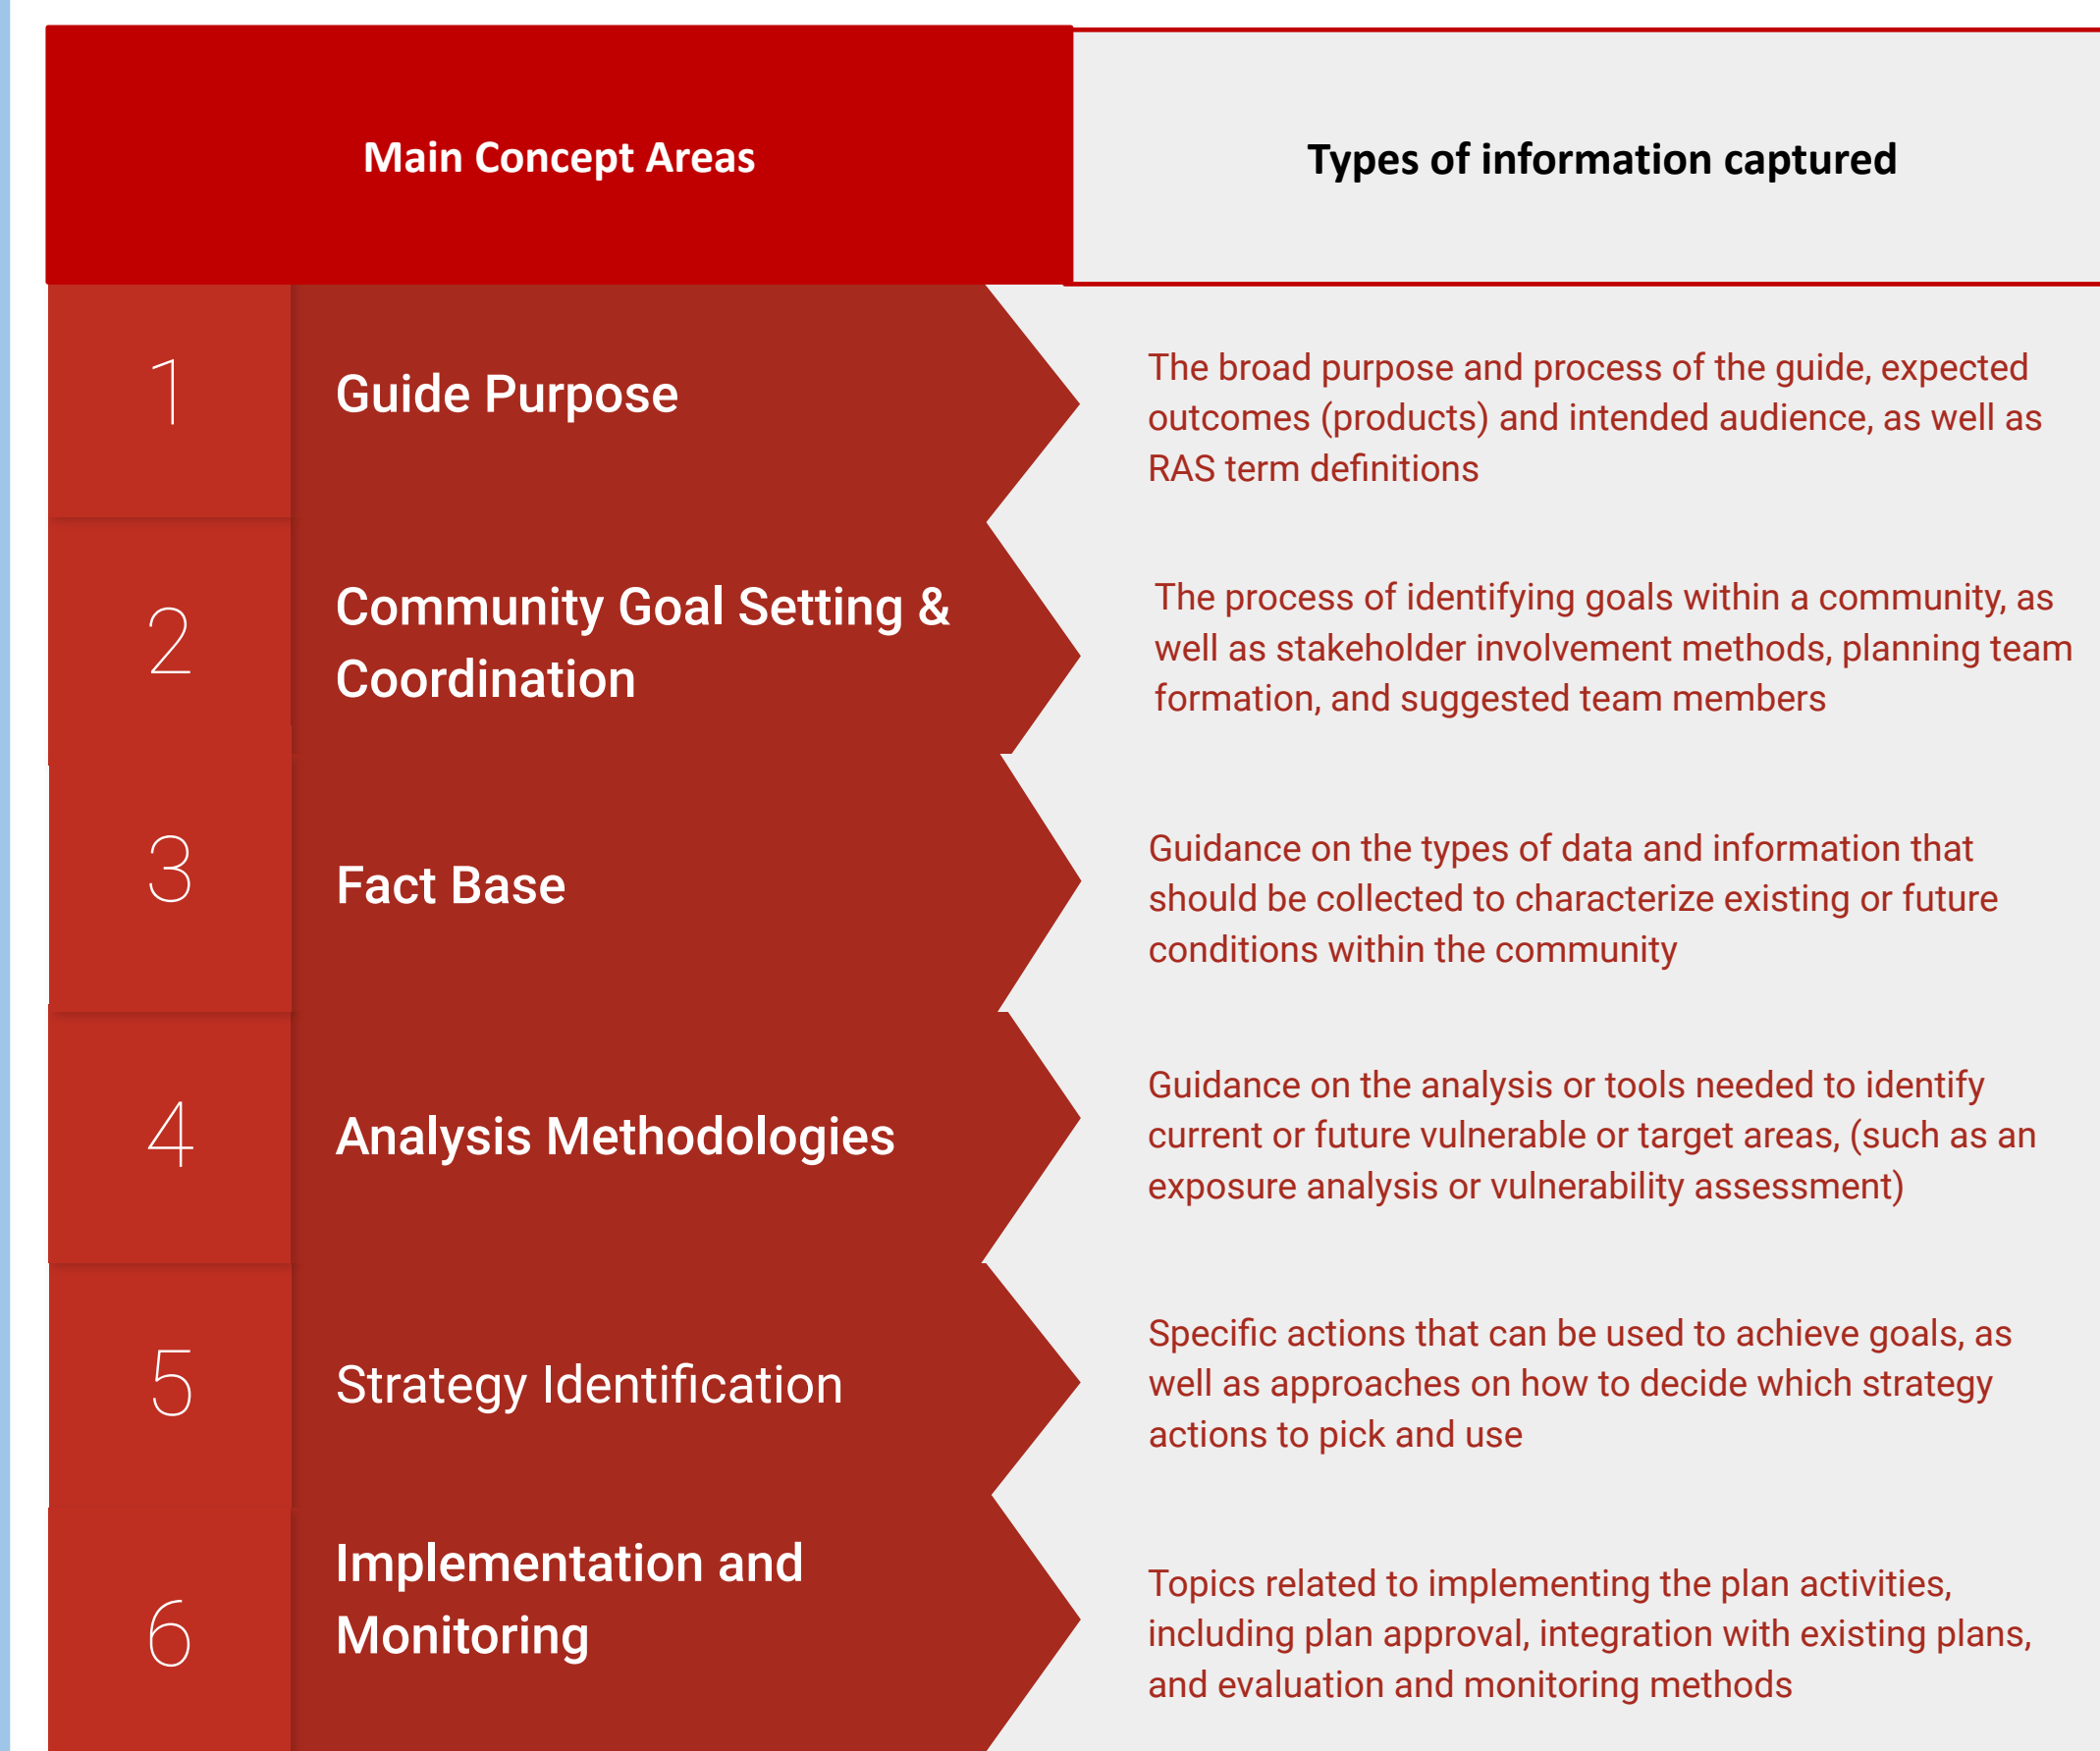 Main Concept Areas
Types of information captured
1
Guide Purpose
The broad purpose and process of the guide, expected
outcomes (products) and intended audience, as well as
RAS term definitions
2
Community Goal Setting &
Coordination
The process of identifying goals within a community, as
well as stakeholder involvement methods, planning team
formation, and suggested team members
3
Fact Base
Guidance on the types of data and information that
should be collected to characterize existing or future
conditions within the community
4
Analysis Methodologies
Guidance on the analysis or tools needed to identify
current or future vulnerable or target areas, (such as an
exposure analysis or vulnerability assessment)
5
Strategy Identification
Specific actions that can be used to achieve goals, as
well as approaches on how to decide which strategy
actions to pick and use
6
Implementation and
Monitoring
Topics related to implementing the plan activities,
including plan approval, integration with existing plans,
and evaluation and monitoring methods